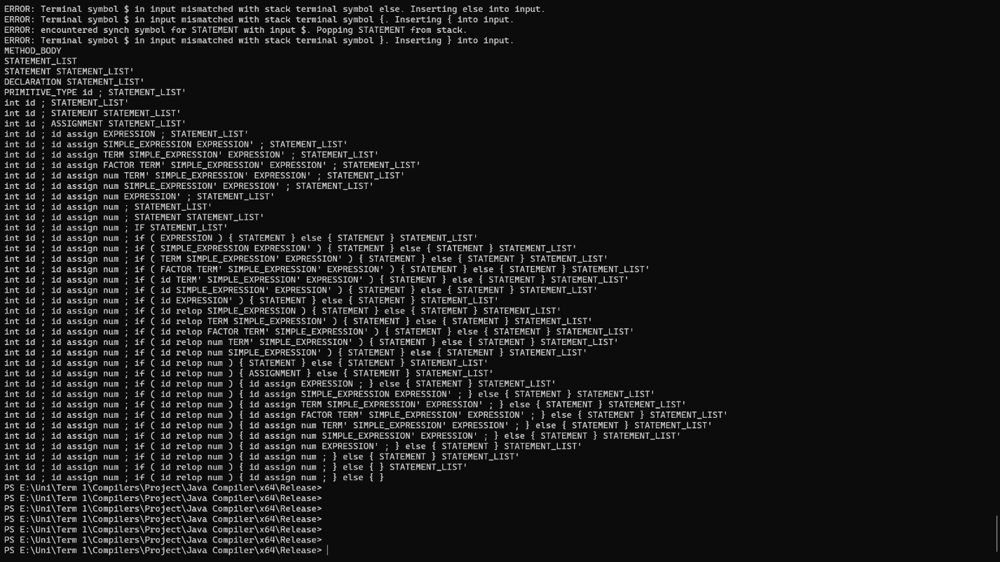 ERROR: Terminal symbol $ in input mismatched with stack terminal symbol else. Inserting else into input.
ERROR: Terminal symbol $ in input mismatched with stack terminal symbol {. Inserting { into input.
ERROR: encountered synch symbol for STATEMENT with input $. Popping STATEMENT from stack.
ERROR: Terminal symbol $ in input mismatched with stack terminal symbol }. Inserting } into input.
METHOD_BODY
STATEMENT_LIST
STATEMENT STATEMENT_LIST'
DECLARATION STATEMENT_LIST'
PRIMITIVE_TYPE id ; STATEMENT_LIST'
int id ; STATEMENT_LIST'
int id ; STATEMENT STATEMENT_LIST'
int id ; ASSIGNMENT STATEMENT_LIST'
int id ; id assign EXPRESSION ; STATEMENT_LIST'
int id ; id assign SIMPLE_EXPRESSION EXPRESSION' ; STATEMENT_LIST'
int id ; id assign TERM SIMPLE_EXPRESSION' EXPRESSION' ; STATEMENT_LIST'
int id ; id assign FACTOR TERM' SIMPLE_EXPRESSION' EXPRESSION' ; STATEMENT_LIST'
int id ; id assign num TERM' SIMPLE_EXPRESSION' EXPRESSION' ; STATEMENT_LIST'
int id ; id assign num SIMPLE_EXPRESSION' EXPRESSION' ; STATEMENT_LIST'
int id ; id assign num EXPRESSION' ; STATEMENT_LIST'
int id ; id assign num ; STATEMENT_LIST'
int id ; id assign num ; STATEMENT STATEMENT_LIST'
int id ; id assign num ; IF STATEMENT_LIST'
int id ; id assign num ; if ( EXPRESSION ) { STATEMENT } else { STATEMENT } STATEMENT_LIST'
int id ; id assign num ; if ( SIMPLE_EXPRESSION EXPRESSION' ) { STATEMENT } else { STATEMENT } STATEMENT_LIST'
int id ; id assign num ; if ( TERM SIMPLE_EXPRESSION' EXPRESSION' ) { STATEMENT } else { STATEMENT } STATEMENT_LIST'
int id ; id assign num ; if ( FACTOR TERM' SIMPLE_EXPRESSION' EXPRESSION' ) { STATEMENT } else { STATEMENT } STATEMENT_LIST'
int id ; id assign num ; if ( id TERM' SIMPLE_EXPRESSION' EXPRESSION' ) { STATEMENT } else { STATEMENT } STATEMENT_LIST'
int id ; id assign num ; if ( id SIMPLE_EXPRESSION' EXPRESSION' ) { STATEMENT } else { STATEMENT } STATEMENT_LIST'
int id ; id assign num ; if ( id EXPRESSION' ) { STATEMENT } else { STATEMENT } STATEMENT_LIST'
int id ; id assign num ; if ( id relop SIMPLE_EXPRESSION ) { STATEMENT } else { STATEMENT } STATEMENT_LIST'
int id ; id assign num ; if ( id relop TERM SIMPLE_EXPRESSION' ) { STATEMENT } else { STATEMENT } STATEMENT_LIST'
int id ; id assign num ; if ( id relop FACTOR TERM' SIMPLE_EXPRESSION' ) { STATEMENT } else { STATEMENT } STATEMENT_LIST'
int id ; id assign num ; if ( id relop num TERM' SIMPLE_EXPRESSION' ) { STATEMENT } else { STATEMENT } STATEMENT_LIST'
int id ; id assign num ; if ( id relop num SIMPLE_EXPRESSION' ) { STATEMENT } else { STATEMENT } STATEMENT_LIST'
int id ; id assign num ; if ( id relop num ) { STATEMENT } else { STATEMENT } STATEMENT_LIST'
int id ; id assign num ; if ( id relop num ) { ASSIGNMENT } else { STATEMENT } STATEMENT_LIST'
int id ; id assign num ; if ( id relop num ) { id assign EXPRESSION ; } else { STATEMENT } STATEMENT_LIST'
int id ; id assign num ; if ( id relop num ) { id assign SIMPLE_EXPRESSION EXPRESSION' ; } else { STATEMENT } STATEMENT_LIST'
int id ; id assign num ; if ( id relop num ) { id assign TERM SIMPLE_EXPRESSION' EXPRESSION' ; } else { STATEMENT } STATEMENT_LIST'
int id ; id assign num ; if ( id relop num ) { id assign FACTOR TERM' SIMPLE_EXPRESSION' EXPRESSION' ; } else { STATEMENT } STATEMENT_LIST'
int id ; id assign num ; if ( id relop num ) { id assign num TERM' SIMPLE_EXPRESSION' EXPRESSION' ; } else { STATEMENT } STATEMENT_LIST'
int id ; id assign num ; if ( id relop num ) { id assign num SIMPLE_EXPRESSION' EXPRESSION' ; } else { STATEMENT } STATEMENT_LIST'
int id ; id assign num ; if ( id relop num ) { id assign num EXPRESSION' ; } else { STATEMENT } STATEMENT_LIST'
int id ; id assign num ; if ( id relop num ) { id assign num ; } else { STATEMENT } STATEMENT_LIST'
int id ; id assign num ; if ( id relop num ) { id assign num ; } else { } STATEMENT_LIST'
int id ; id assign num ; if ( id relop num ) { id assign num ; } else { }
PS E:\Uni\Term 1\Compilers\Project\Java Compiler\x64\Release>
PS E:\Uni\Term 1\Compilers\Project\Java Compiler\x64\Release>
PS E:\Uni\Term 1\Compilers\Project\Java Compiler\x64\Release>
PS E:\Uni\Term 1\Compilers\Project\Java Compiler\x64\Release>
PS E:\Uni\Term 1\Compilers\Project\Java Compiler\x64\Release>
PS E:\Uni\Term 1\Compilers\Project\Java Compiler\x64\Release>
PS E:\Uni\Term 1\Compilers\Project\Java Compiler\x64\Release>